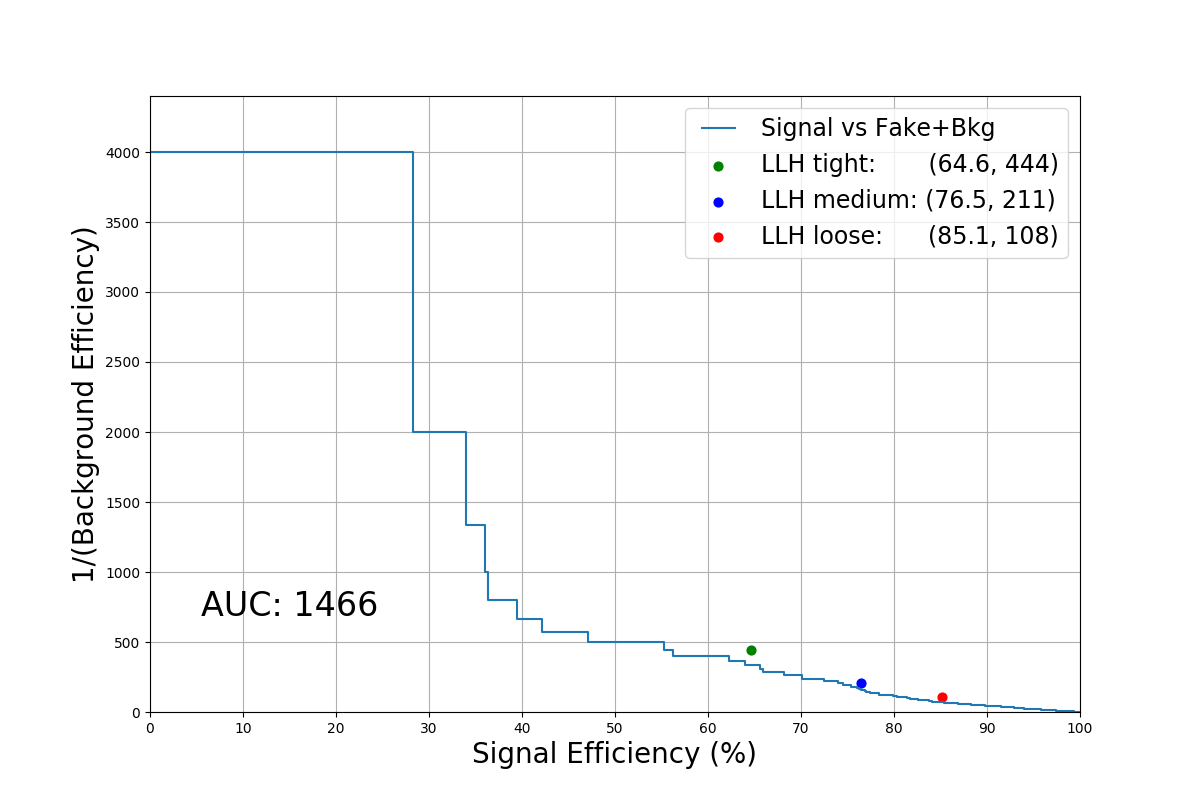 Signal vs Fake+Bkg
LLH tight: (64.6, 444)
LLH medium: (76.5, 211)
LLH loose: (85.1, 108)
4000
3500
3000
2500
2000
1500
1000
500
0
1/(Background Efficiency)
AUC: 1466
0 10 20 30 40 50 60 70 80 90 100
Signal Efficiency (%)